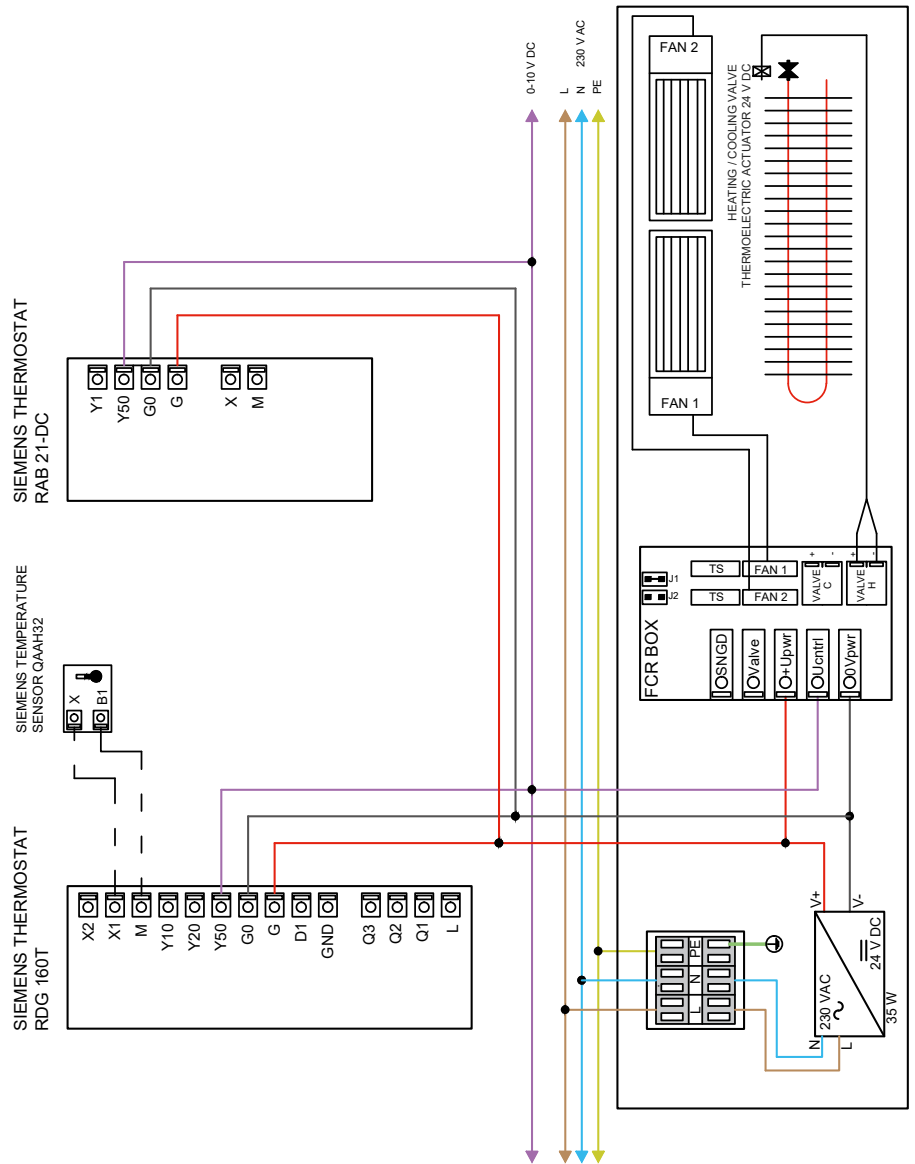 SIEMENS THERMOSTAT
RDG 160T
X2
X1
M
Y10
Y20
Y50
G0
G
D1
GND
Q3
Q2
Q1
L
SIEMENS TEMPERATURE
SENSOR QAAH32
X
B1
SIEMENS THERMOSTAT
RAB 21-DC
Y1
Y50
G0
G
X
M
0-10 V DC
L
N
230 V AC
PE
L
N
PE
230 VAC
24 V DC
35 W
N
L
V+
V-
FCR BOX
SNGD
Valve
+Upwr
Ucntrl
0Vpwr
J1
J2
TS
TS
FAN 1
FAN 2
VALVE
C
+
-
VALVE
H
+
-
FAN 1
FAN 2
HEATING / COOLING VALVE
THERMOELECTRIC ACTUATOR 24 V DC